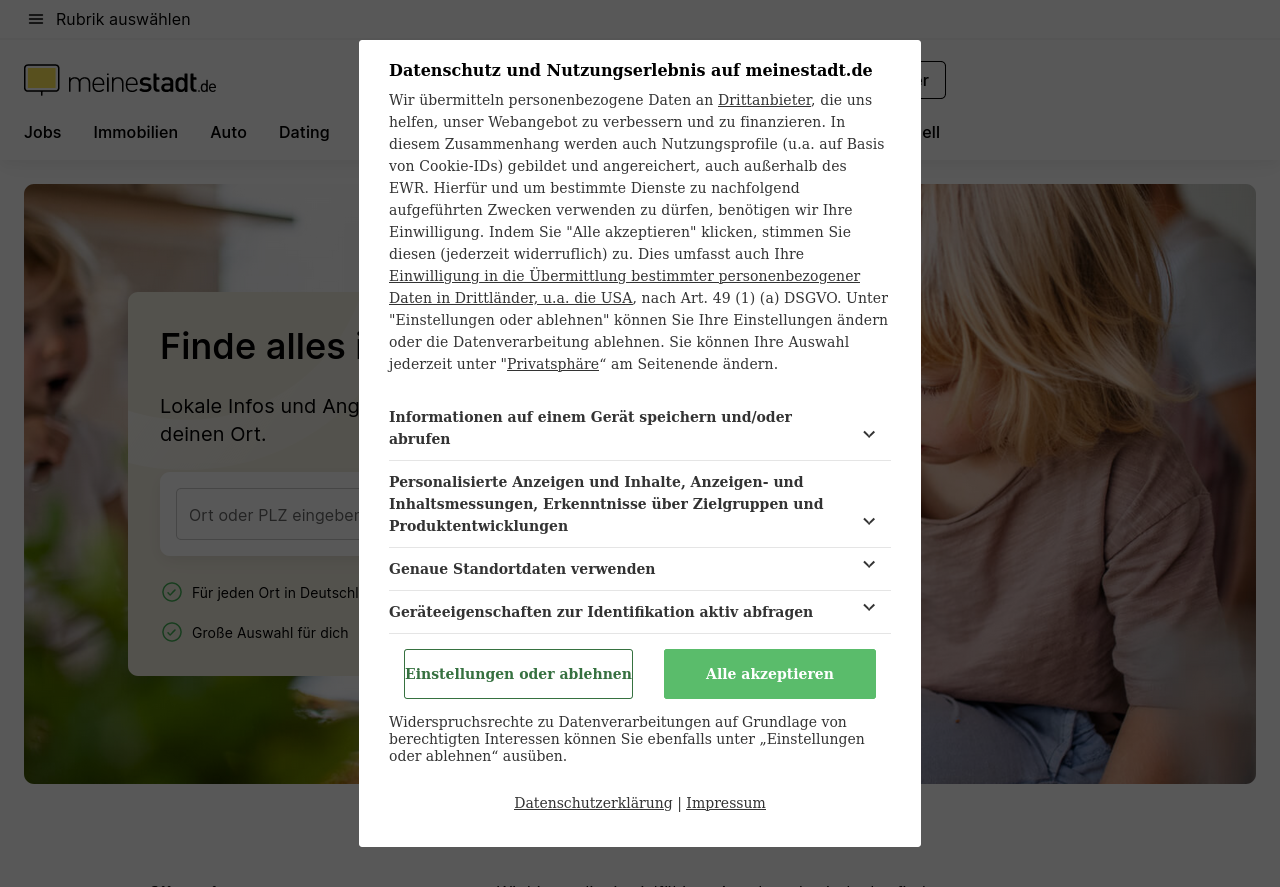 Rubrik auswählen
meinestadt.de
Jobs Immobilien Auto Dating
Finde alles
Lokale Infos und
deinen Ort.
Ort oder PLZ eingeben
Für jeden Ort in
Große Auswahl für dich
Datenschutz und Nutzungserlebnis auf meinestadt.de
Wir übermitteln personenbezogene Daten an Drittanbieter, die uns
helfen, unser Webangebot zu verbessern und zu finanzieren. In
diesem Zusammenhang werden auch Nutzungsprofile (u.a. auf Basis
von Cookie-IDs) gebildet und angereichert, auch außerhalb des
EWR. Hierfür und um bestimmte Dienste zu nachfolgend
aufgeführten Zwecken verwenden zu dürfen, benötigen wir Ihre
Einwilligung. Indem Sie "Alle akzeptieren" klicken, stimmen Sie
diesen (jederzeit widerruflich) zu. Dies umfasst auch Ihre
Einwilligung in die Übermittlung bestimmter personenbezogener
Daten in Drittländer, u.a. die USA, nach Art. 49 (1) (a) DSGVO. Unter
"Einstellungen oder ablehnen" können Sie Ihre Einstellungen ändern
oder die Datenverarbeitung ablehnen. Sie können Ihre Auswahl
jederzeit unter "Privatsphäre“ am Seitenende ändern.
Informationen auf einem Gerät speichern und/oder
abrufen
Personalisierte Anzeigen und Inhalte, Anzeigen- und
Inhaltsmessungen, Erkenntnisse über Zielgruppen und
Produktentwicklungen
Genaue Standortdaten verwenden
Geräteeigenschaften zur Identifikation aktiv abfragen
Einstellungen oder ablehnen
Alle akzeptieren
Widerspruchsrechte zu Datenverarbeitungen auf Grundlage von
berechtigten Interessen können Sie ebenfalls unter „Einstellungen
oder ablehnen“ ausüben.
Datenschutzerklärung | Impressum